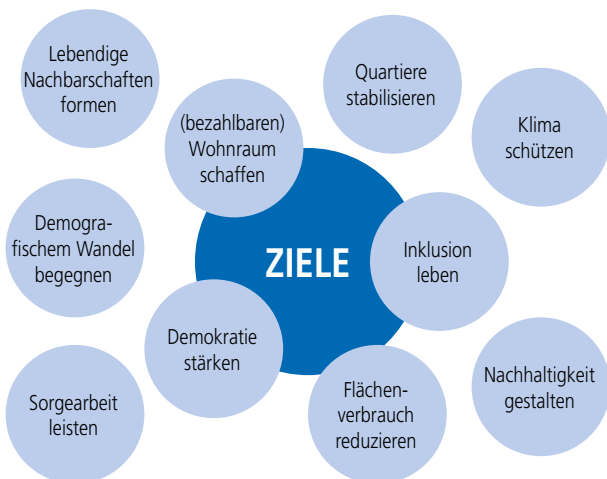 Lebendige
Nachbarschaften
formen
(bezahlbaren)
Wohnraum
schaffen
Quartiere
stabilisieren
Klima
schützen
Demogra-
fischem Wandel
begegnen
ZIELE
Inklusion
leben
Demokratie
stärken
Sorgearbeit
leisten
Flächen-
verbrauch
reduzieren
Nachhaltigkeit
gestalten